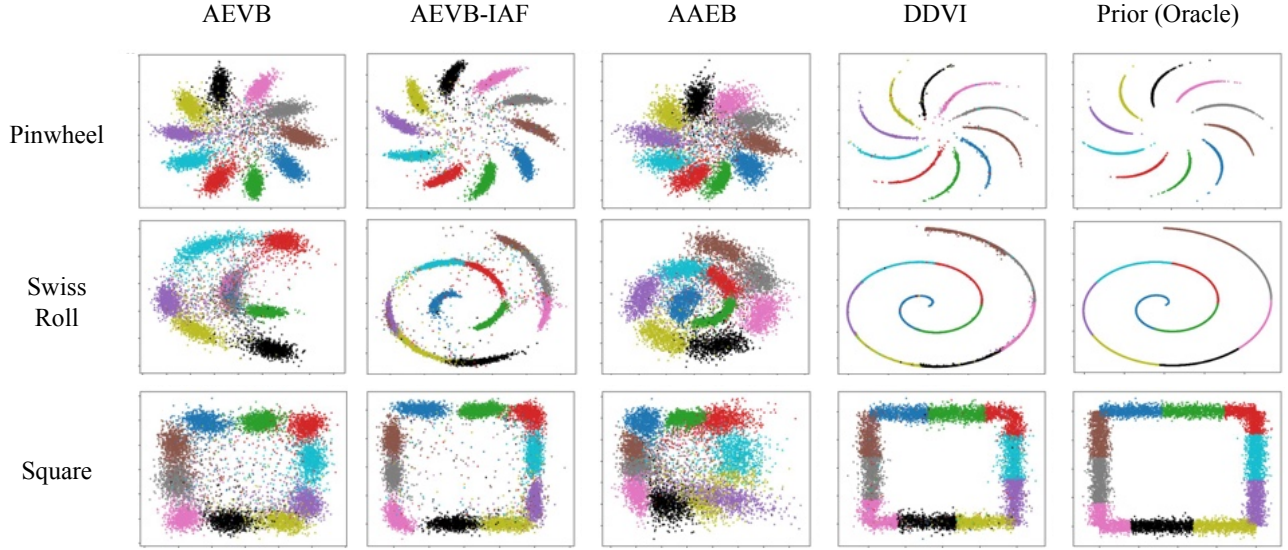 AEVB AEVB-IAF AAEB DDVI Prior (Oracle)
Pinwheel
Swiss
Roll
Square